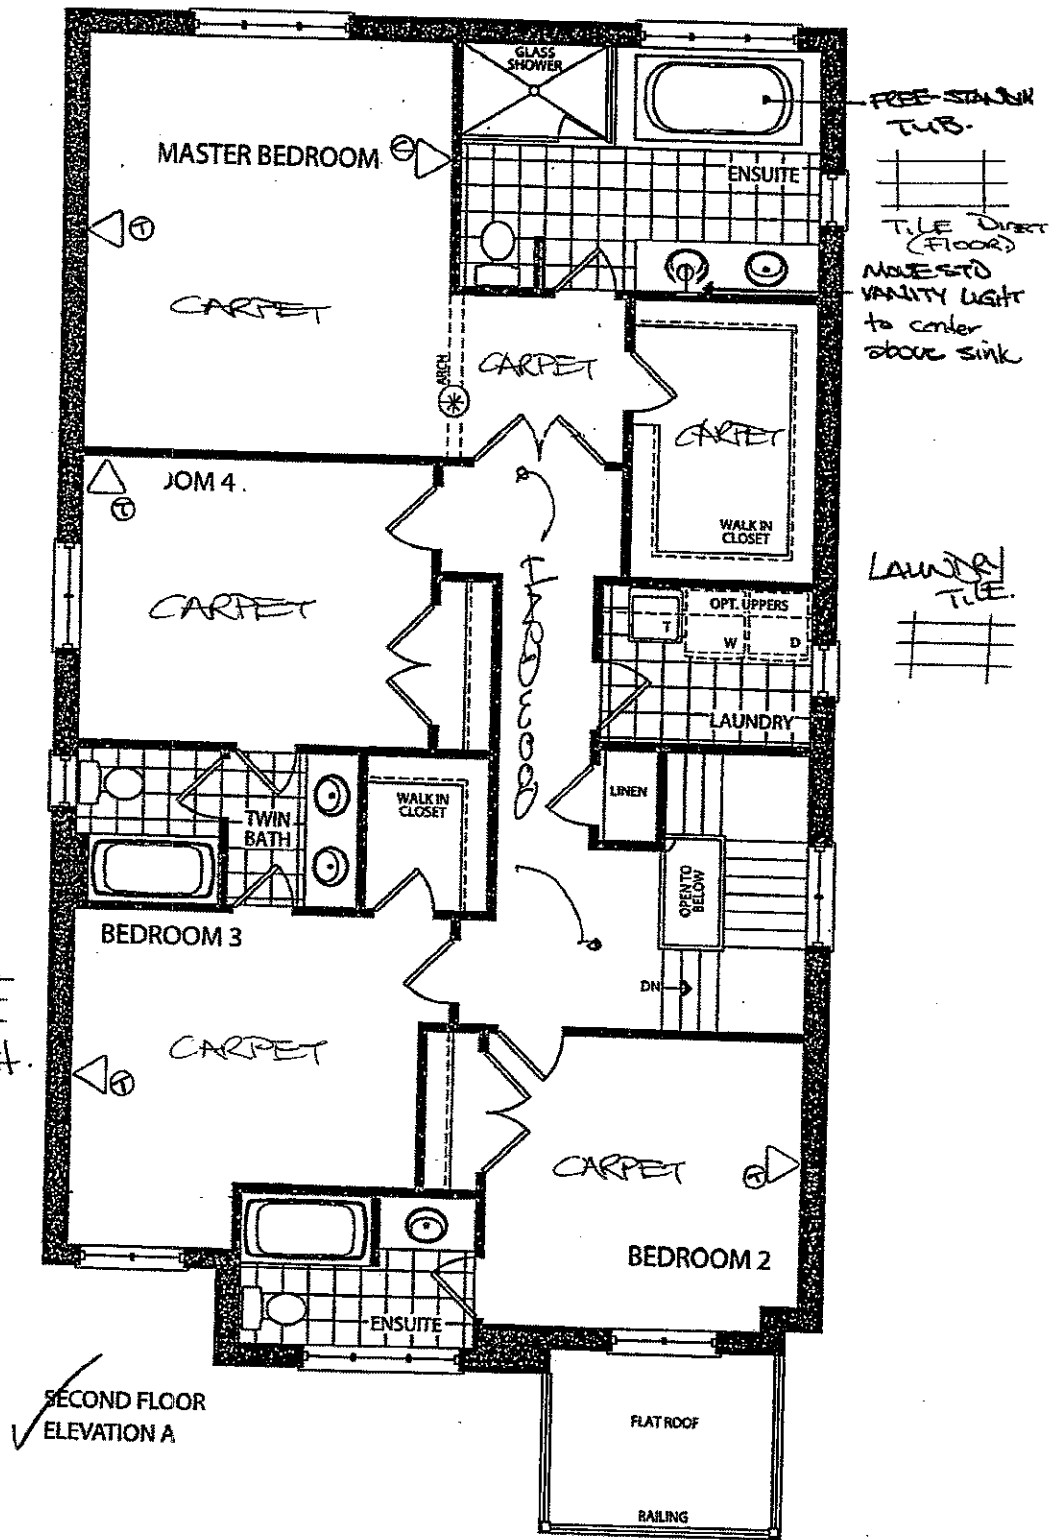 GLASS
SHOWER
FREE-STANDIN
TUB.
MASTER BEDROOM
ENSUITE
T
TILE DIRECT
(FLOOR)
MOVE STD
VANITY LIGHT
to center
above sink
CARPET
ARCH
CARPET
CARPET
OOM 4.
T
WALK IN
CLOSET
LAUNDRY
TILE.
CARPET
OPT. UPPERS
T
W
D
HARDWOOD
LAUNDRY
WALK IN
CLOSET
LINEN
TWIN
BATH
OPEN TO
BELOW
BEDROOM 3
DN
CARPET
T
CARPET
T
BEDROOM 2
ENSUITE
SECOND FLOOR
ELEVATION A
FLAT ROOF
RAILING